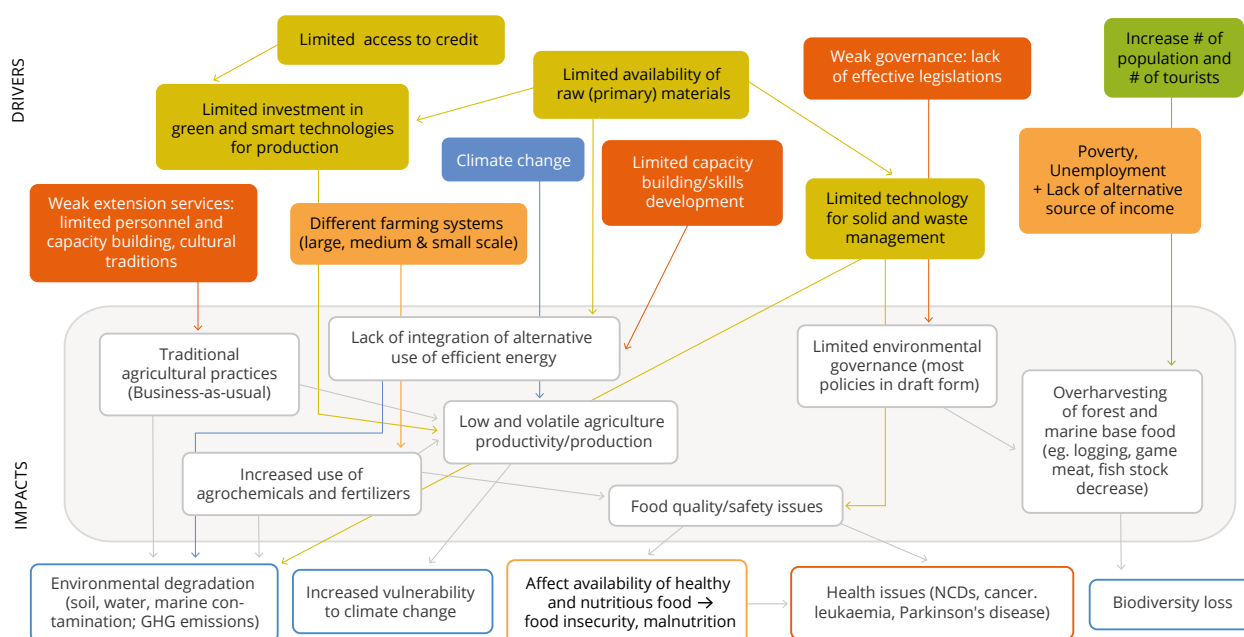 DRIVERS
Limited access to credit
Limited availability of
raw (primary) materials
Weak governance: lack
of effective legislations
Increase # of
population and
# of tourists
Limited investment in
green and smart technologies
for production
Climate change
Limited capacity
building/skills
development
Poverty,
Unemployment
+ Lack of alternative
source of income
Weak extension services:
limited personnel and
capacity building, cultural
traditions
Different farming systems
(large, medium & small scale)
Limited technology
for solid and waste
management
IMPACTS
Traditional
agricultural practices
(Business-as-usual)
Lack of integration of alternative
use of efficient energy
Limited environmental
governance (most
policies in draft form)
Overharvesting
of forest and
marine base food
(eg. logging, game
meat, fish stock
decrease)
Low and volatile agriculture
productivity/production
Increased use of
agrochemicals and fertilizers
Food quality/safety issues
Environmental degradation
(soil, water, marine con-
tamination; GHG emissions)
Increased vulnerability
to climate change
Affect availability of healthy
and nutritious food →
food insecurity, malnutrition
Health issues (NCDs, cancer.
leukaemia, Parkinson's disease)
Biodiversity loss